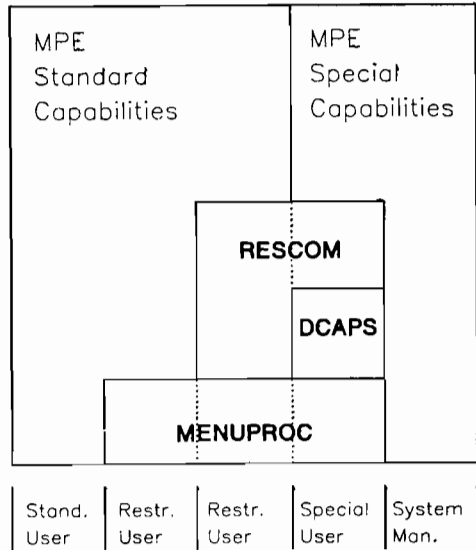 MPE
Standard
Capabilities
MPE
Special
Capabilities
RESCOM
DCAPS
MENUPROC
Stand.
User
Restr.
User
Restr.
User
Special
User
System
Man.